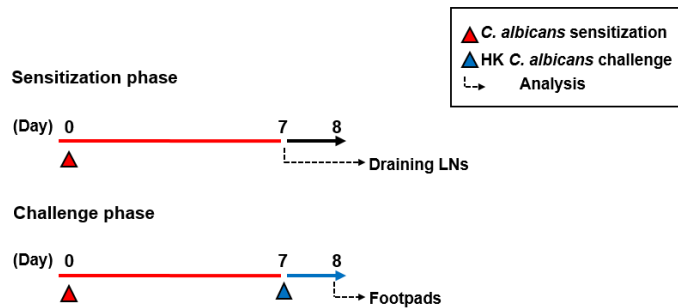 C. albicans sensitization
HK C. albicans challenge
Analysis
Sensitization phase
(Day) 0 7 8
Draining LNs
Challenge phase
(Day) 0 7 8
Footpads